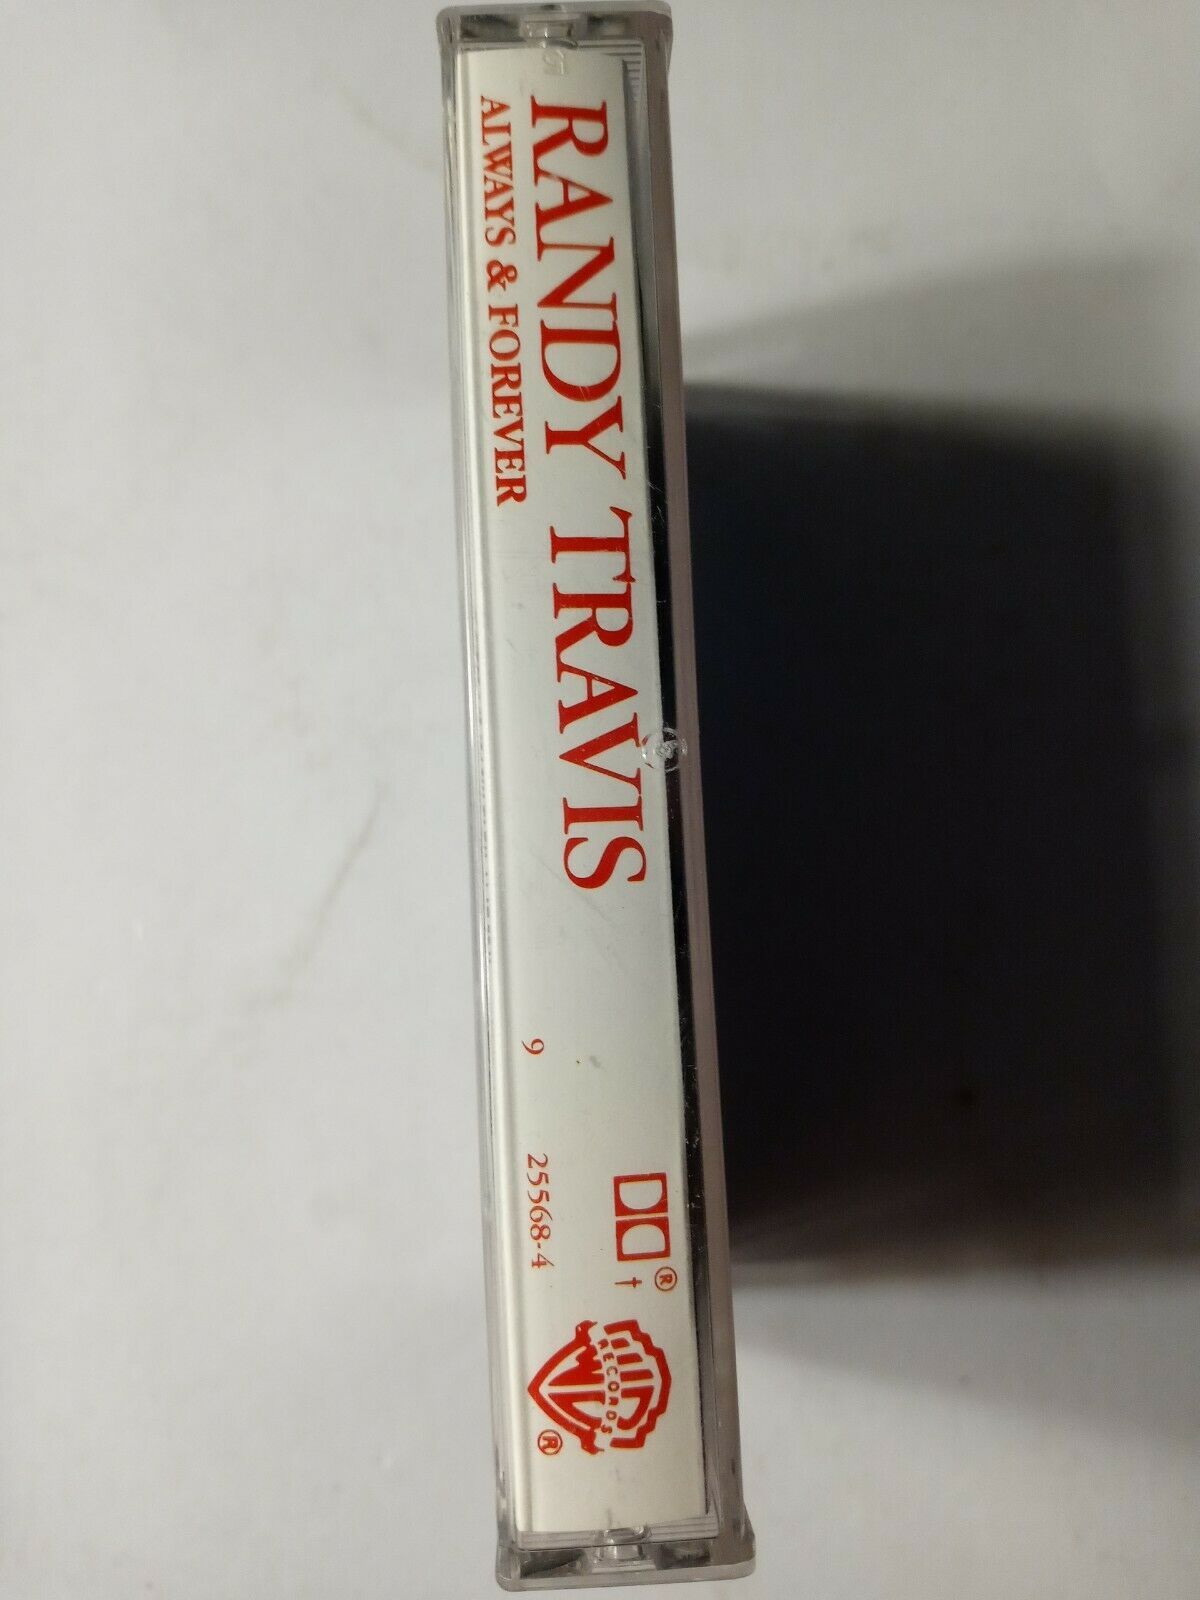 RANDY TRAVIS
ALWAYS & FOREVER
9 25568-4
®
†
RECORDS
®